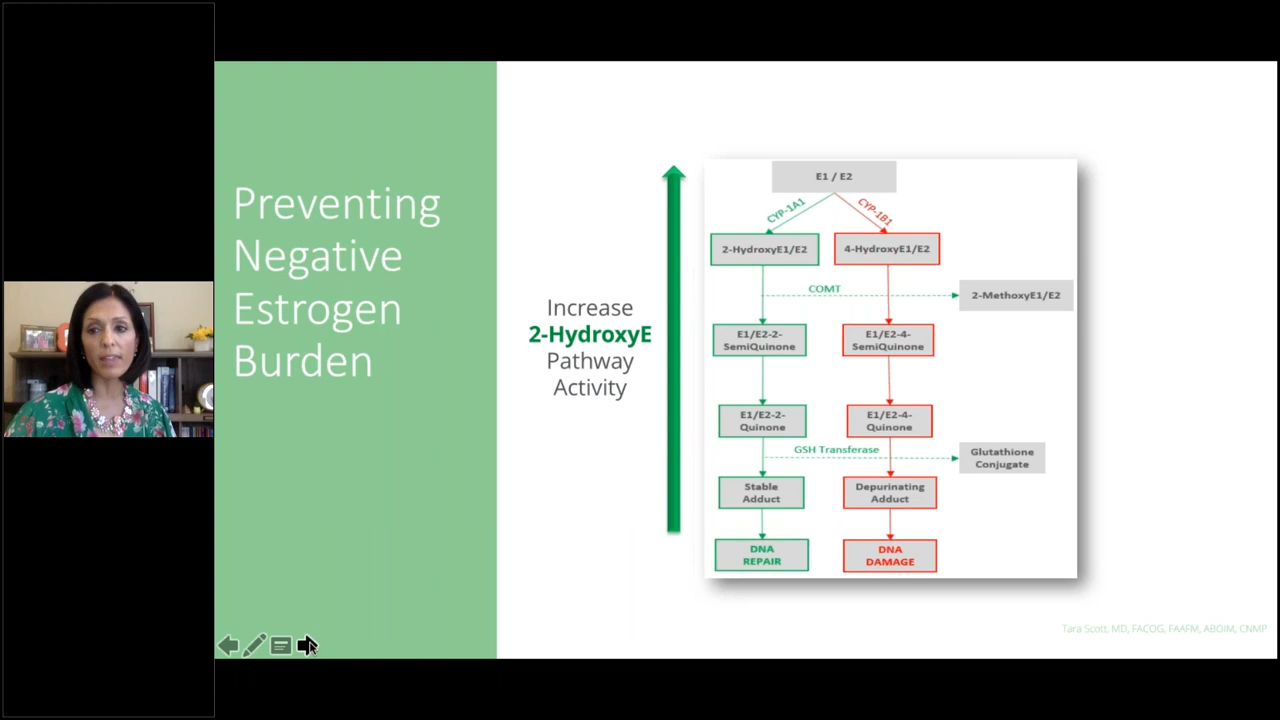 Preventing
Negative
Estrogen
Burden
Increase
2-HydroxyE
Pathway
Activity
E1 / E2
CYP-1A1
CYP-1B1
2-HydroxyE1/E2
4-HydroxyE1/E2
COMT
2-MethoxyE1/E2
E1/E2-2-
SemiQuinone
E1/E2-4-
SemiQuinone
E1/E2-2-
Quinone
E1/E2-4-
Quinone
GSH Transferase
Glutathione
Conjugate
Stable
Adduct
Depurinating
Adduct
DNA
REPAIR
DNA
DAMAGE
Tara Scott, MD, FACOG, FAAFM, ABOIM, CNMP